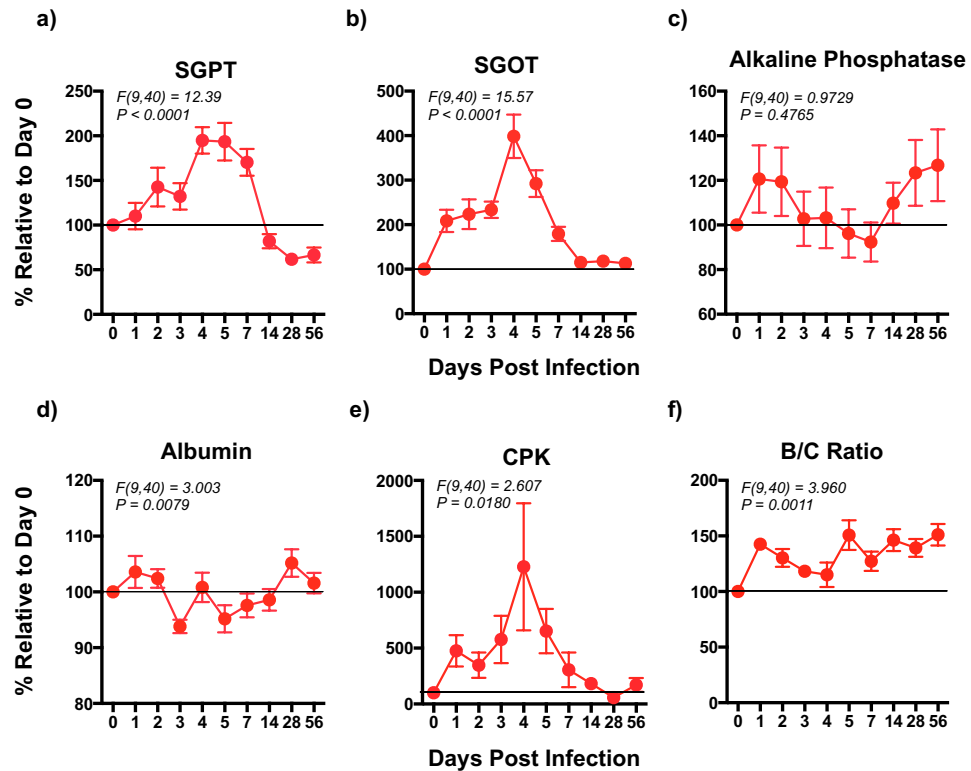 a)
SGPT
F(9,40) = 12.39
P < 0.0001
% Relative to Day 0
250
200
150
100
50
0
0 1 2 3 4 5 7 14 28 56
b)
SGOT
F(9,40) = 15.57
P < 0.0001
600
500
400
300
200
100
0
0 1 2 3 4 5 7 14 28 56
Days Post Infection
c)
Alkaline Phosphatase
F(9,40) = 0.9729
P = 0.4765
160
140
120
100
80
60
0 1 2 3 4 5 7 14 28 56
d)
Albumin
F(9,40) = 3.003
P = 0.0079
% Relative to Day 0
120
110
100
90
80
0 1 2 3 4 5 7 14 28 56
e)
CPK
F(9,40) = 2.607
P = 0.0180
2000
1500
1000
500
0
0 1 2 3 4 5 7 14 28 56
Days Post Infection
f)
B/C Ratio
F(9,40) = 3.960
P = 0.0011
200
150
100
50
0
0 1 2 3 4 5 7 14 28 56